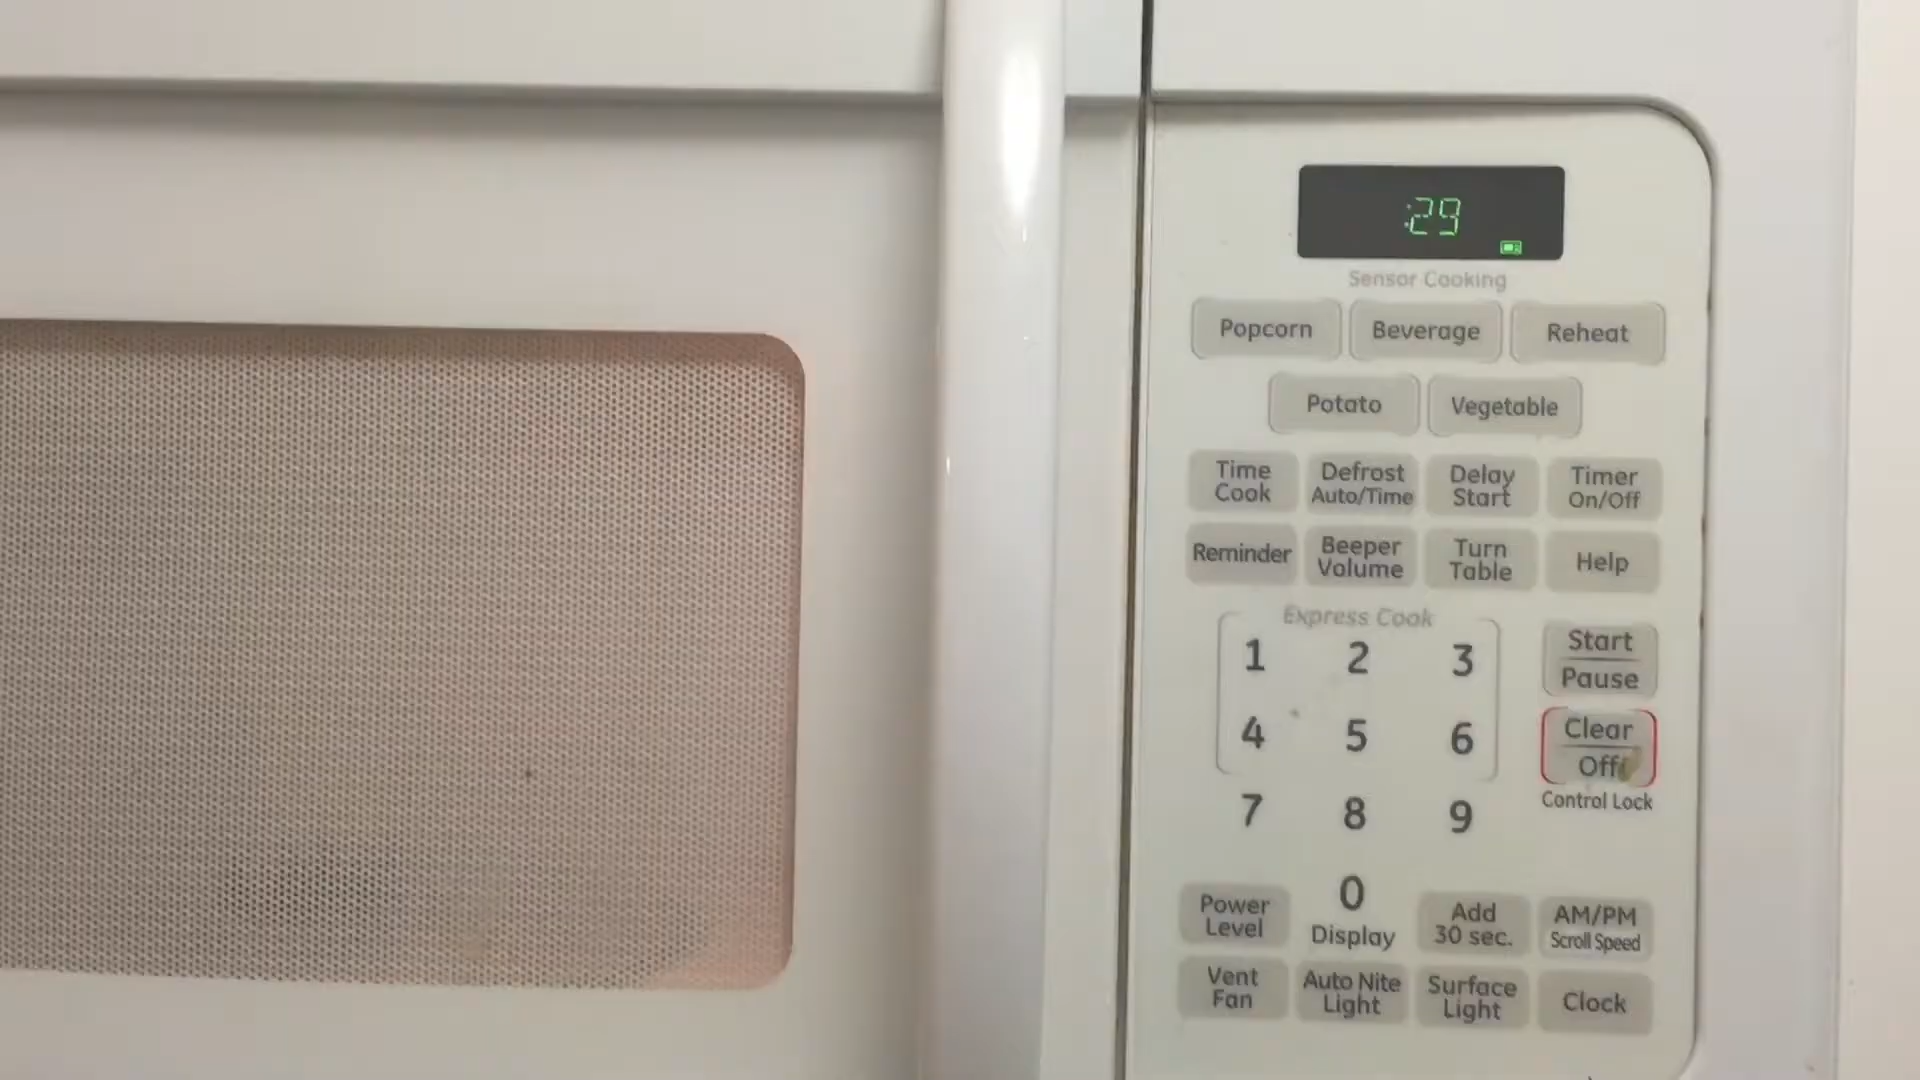 :29
Sensor Cooking
Popcorn Beverage Reheat
Potato Vegetable
Time Cook Defrost Auto/Time Delay Start Timer On/Off
Reminder Beeper Volume Turn Table Help
Express Cook
1 2 3
Start
Pause
4 5 6
Clear
Off
Control Lock
7 8 9
0
Display
Power Level
Add 30 sec.
AM/PM
Scroll Speed
Vent Fan Auto Nite Light Surface Light Clock